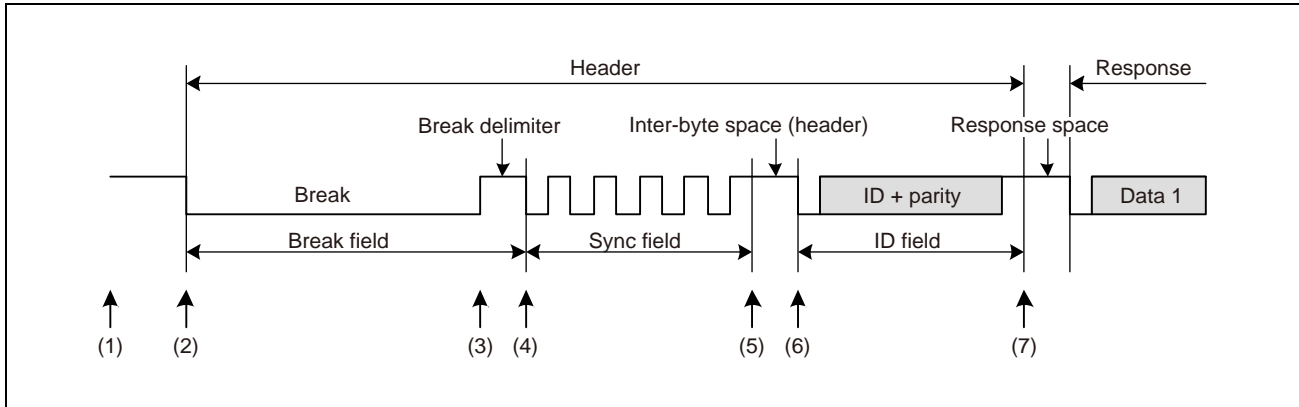 Header
Response
Break delimiter
Inter-byte space (header)
Response space
Break
ID + parity
Data 1
Break field
Sync field
ID field
(1)
(2)
(3)
(4)
(5)
(6)
(7)